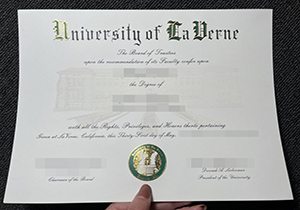 University of La Verne
The Board of Trustees
upon the recommendation of its Faculty confer upon
the Degree of
with all the Rights, Privileges, and Honors thereto pertaining
Given at La Verne, California, this Thirty-First day of May,
Chairman of the Board
President of the University